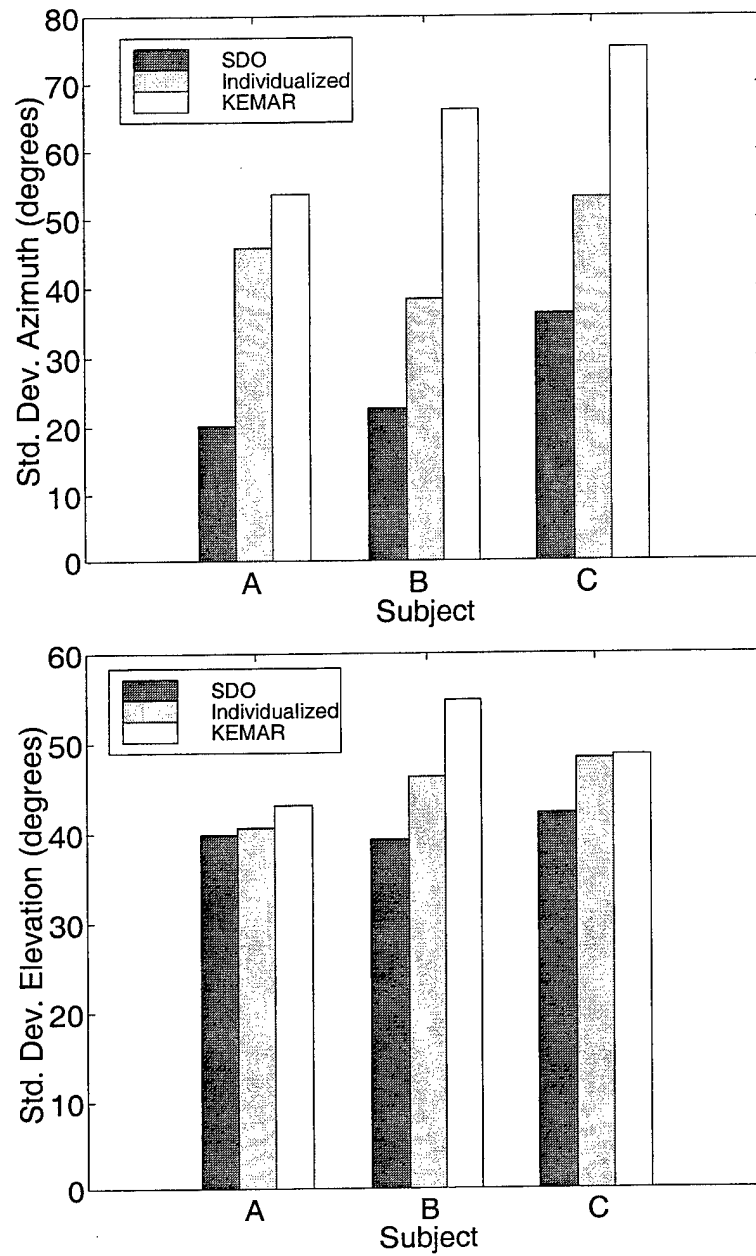 80
70
60
50
40
30
20
10
0
Std. Dev. Azimuth (degrees)
SDO
Individualized
KEMAR
A
B
C
Subject
60
50
40
30
20
10
0
Std. Dev. Elevation (degrees)
SDO
Individualized
KEMAR
A
B
C
Subject